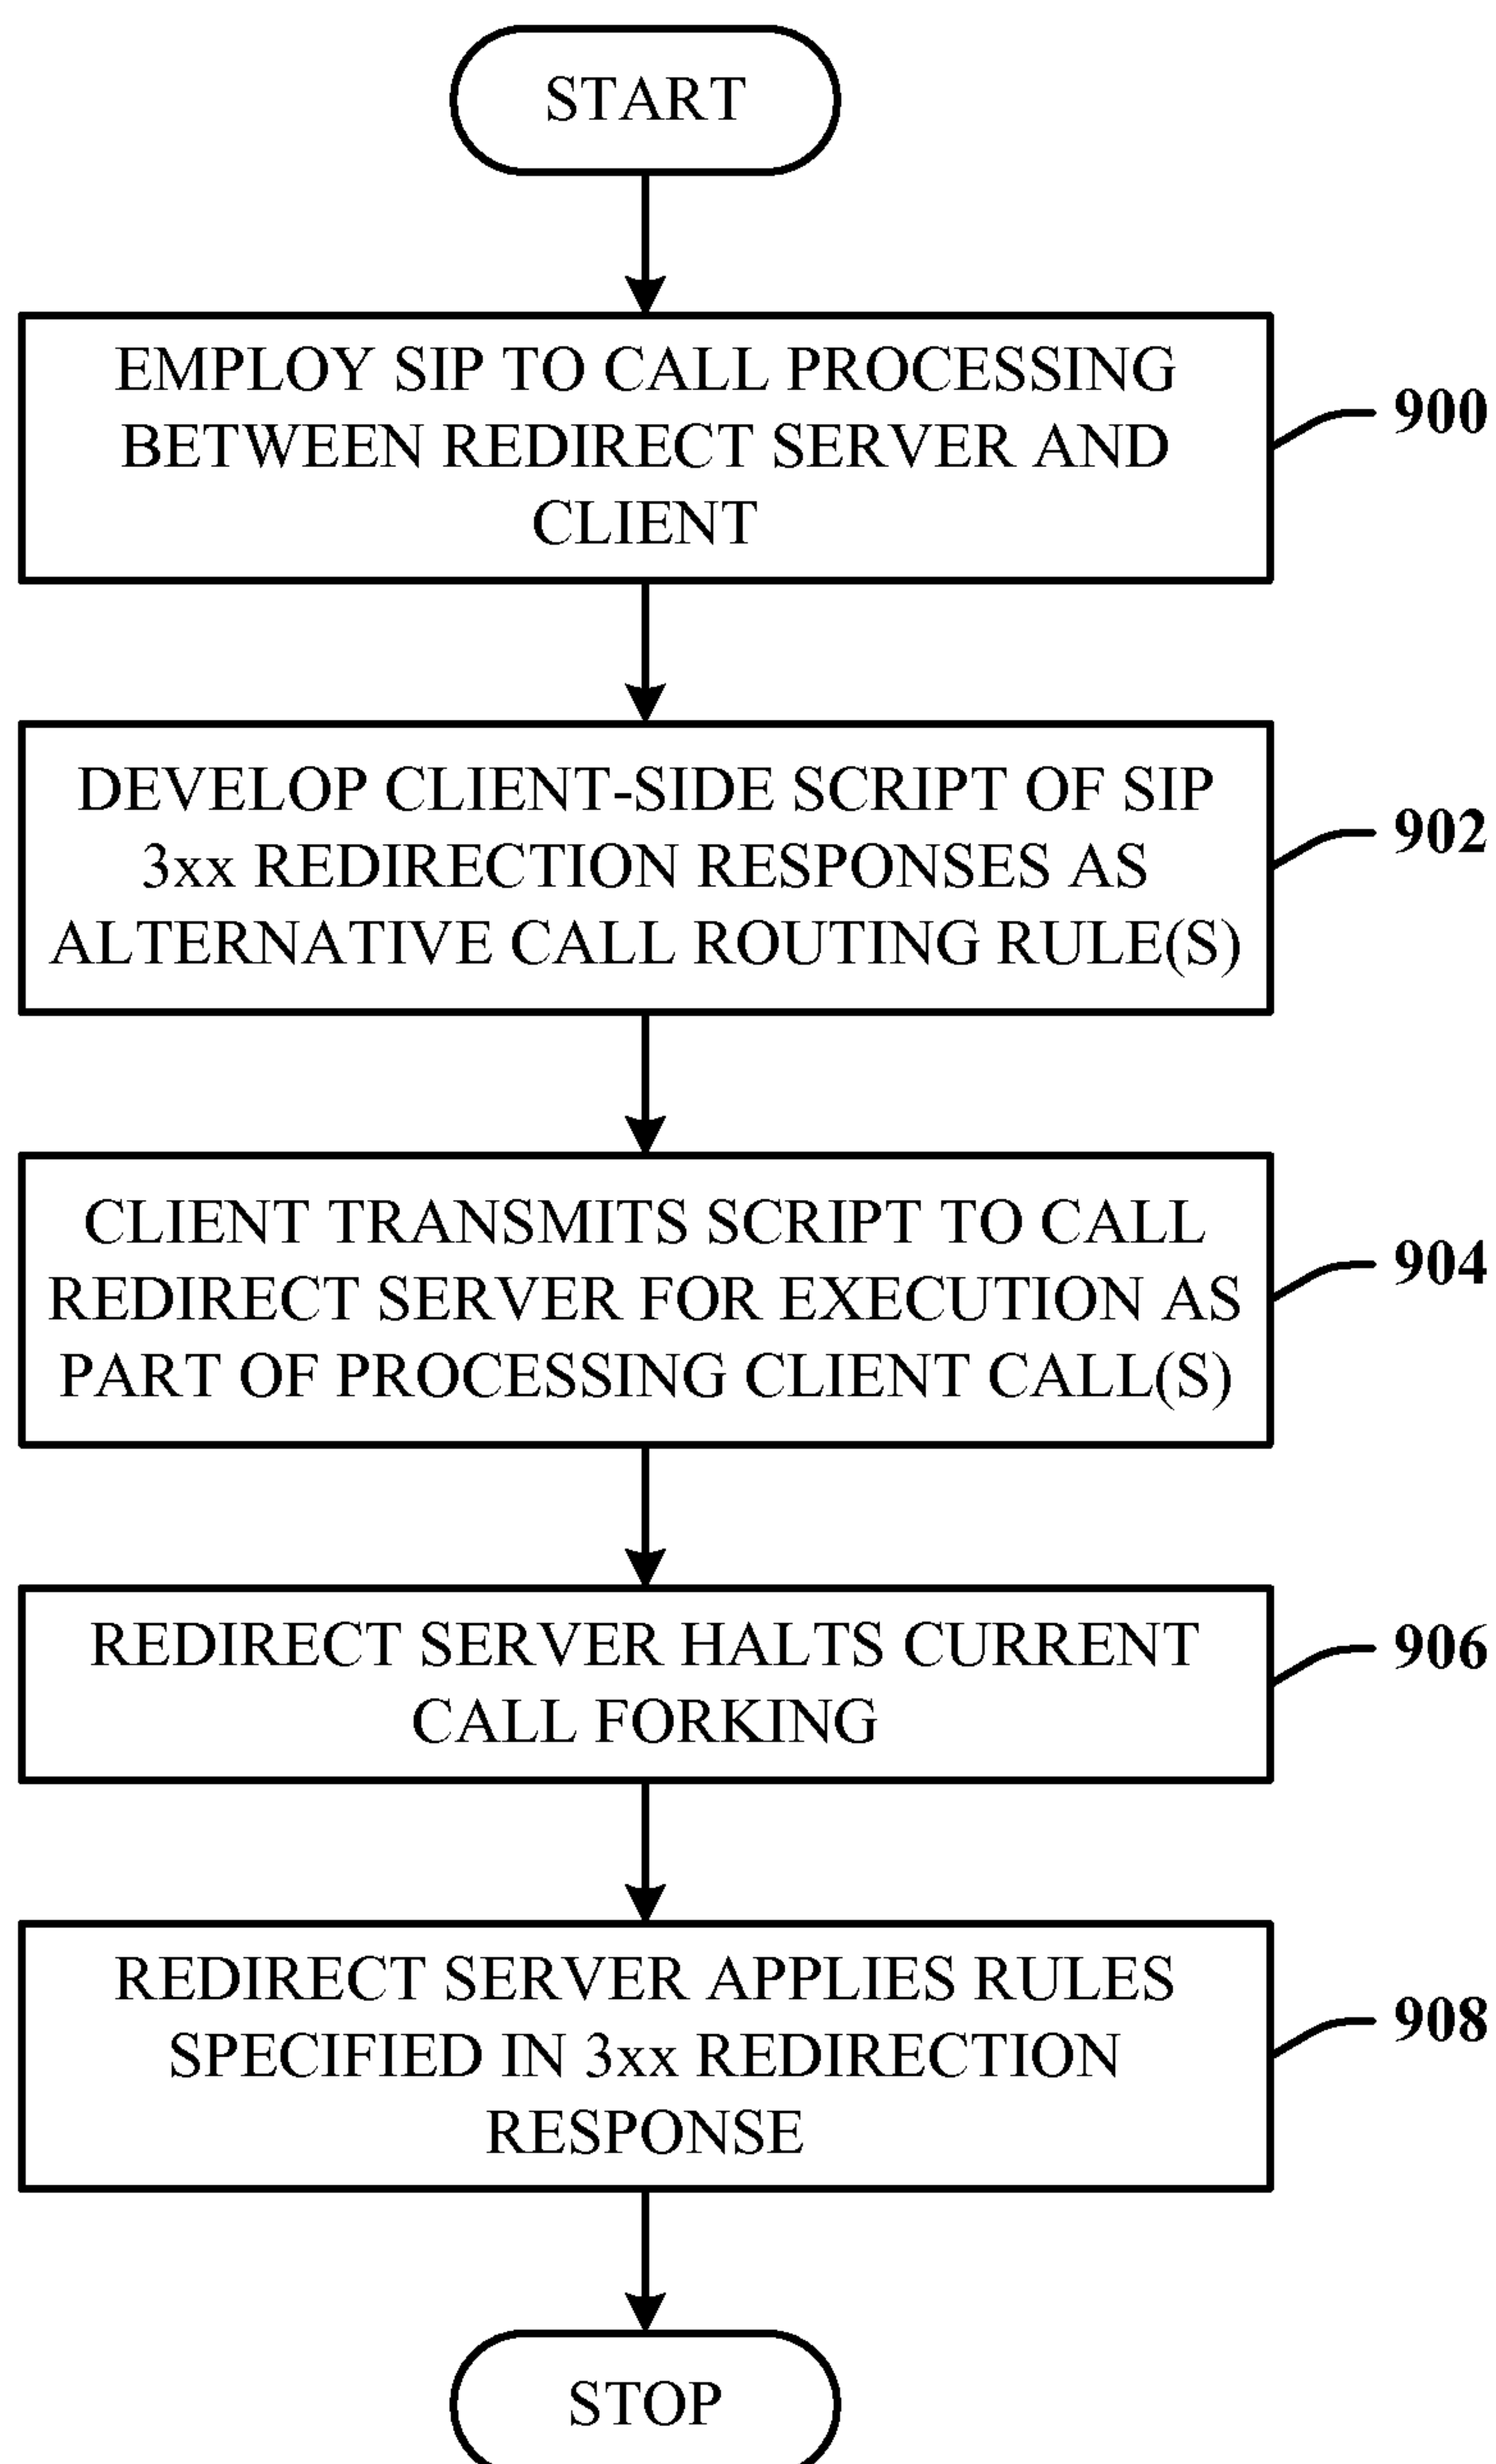 START
EMPLOY SIP TO CALL PROCESSING
BETWEEN REDIRECT SERVER AND
CLIENT
900
DEVELOP CLIENT-SIDE SCRIPT OF SIP
3xx REDIRECTION RESPONSES AS
ALTERNATIVE CALL ROUTING RULE(S)
902
CLIENT TRANSMITS SCRIPT TO CALL
REDIRECT SERVER FOR EXECUTION AS
PART OF PROCESSING CLIENT CALL(S)
904
REDIRECT SERVER HALTS CURRENT
CALL FORKING
906
REDIRECT SERVER APPLIES RULES
SPECIFIED IN 3xx REDIRECTION
RESPONSE
908
STOP